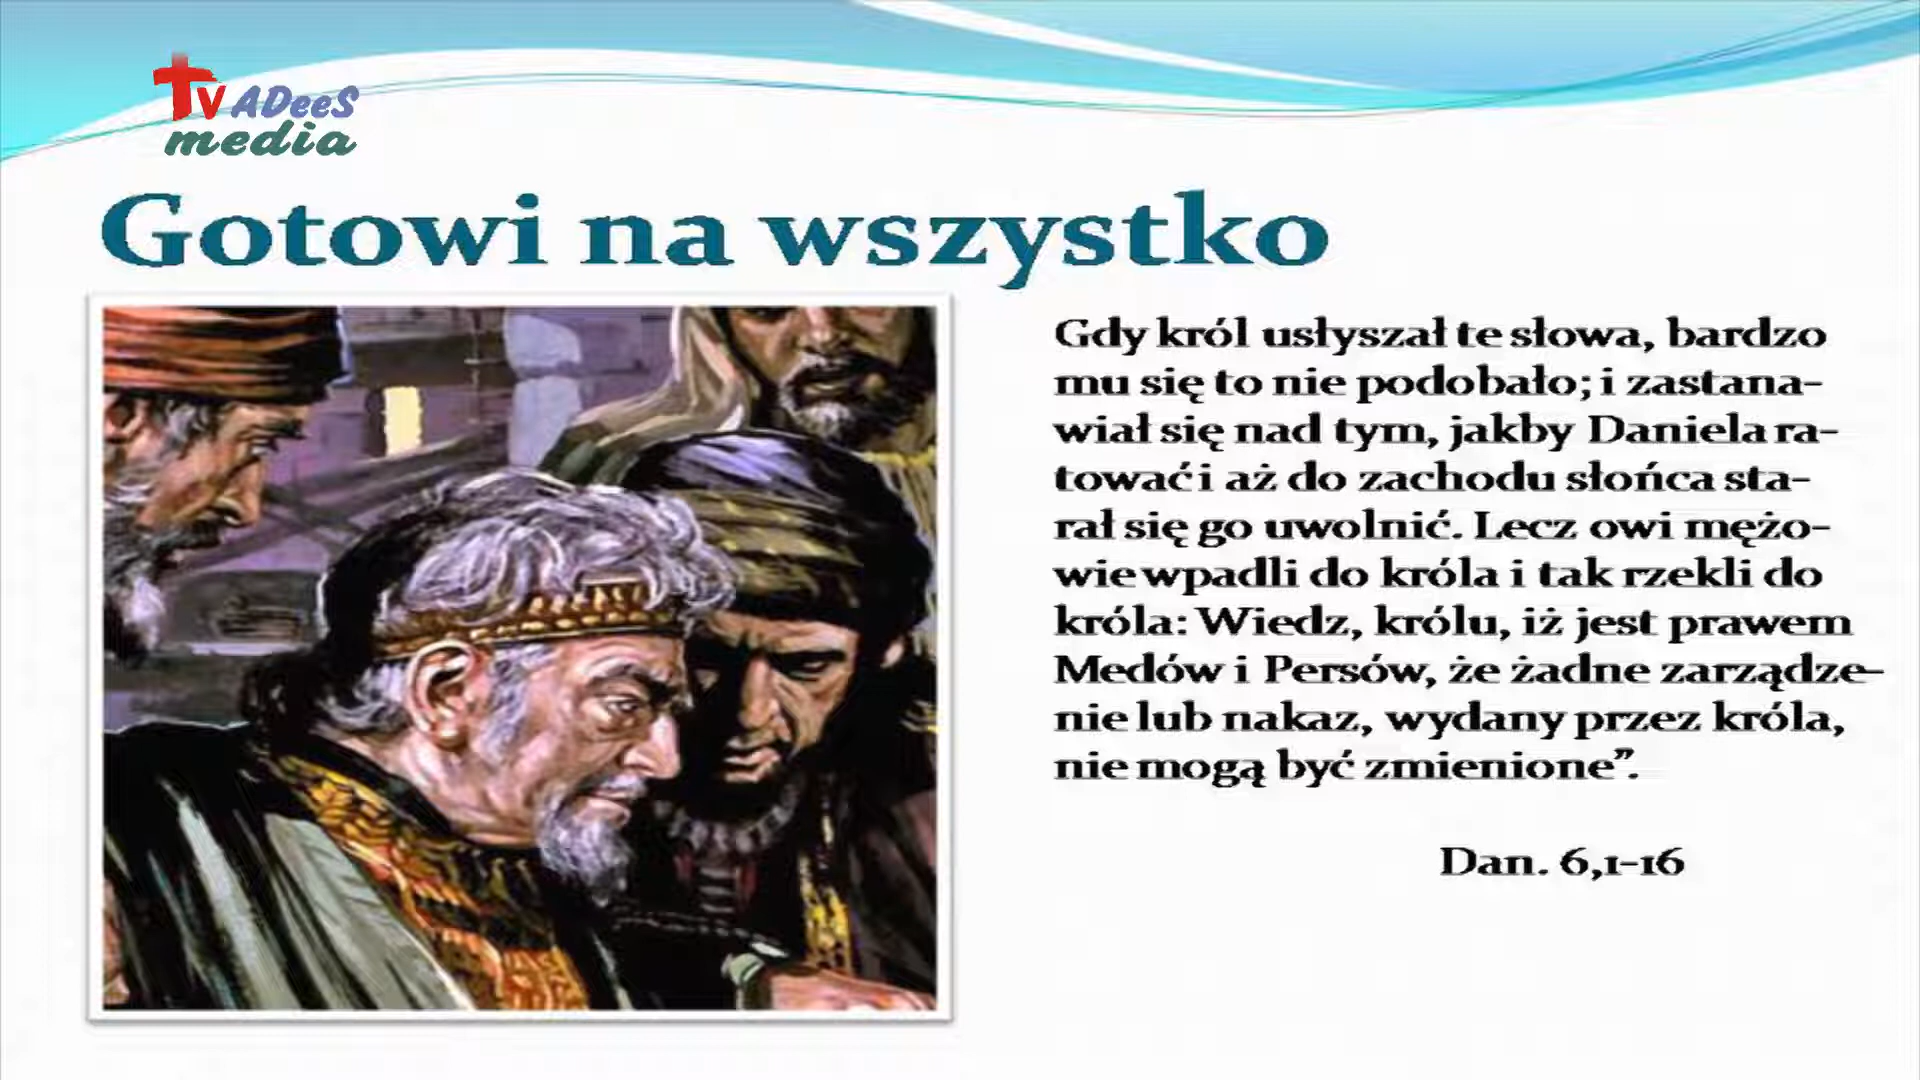 TV ADeeS
media
Gotowi na wszystko
Gdy król usłyszał te słowa, bardzo
mu się to nie podobało; i zastana-
wiał się nad tym, jakby Daniela ra-
tować i aż do zachodu słońca sta-
rał się go uwolnić. Lecz owi mężo-
wie wpadli do króla i tak rzekli do
króla: Wiedz, królu, iż jest prawem
Medów i Persów, że żadne zarządze-
nie lub nakaz, wydany przez króla,
nie mogą być zmienione”.
Dan. 6,1-16